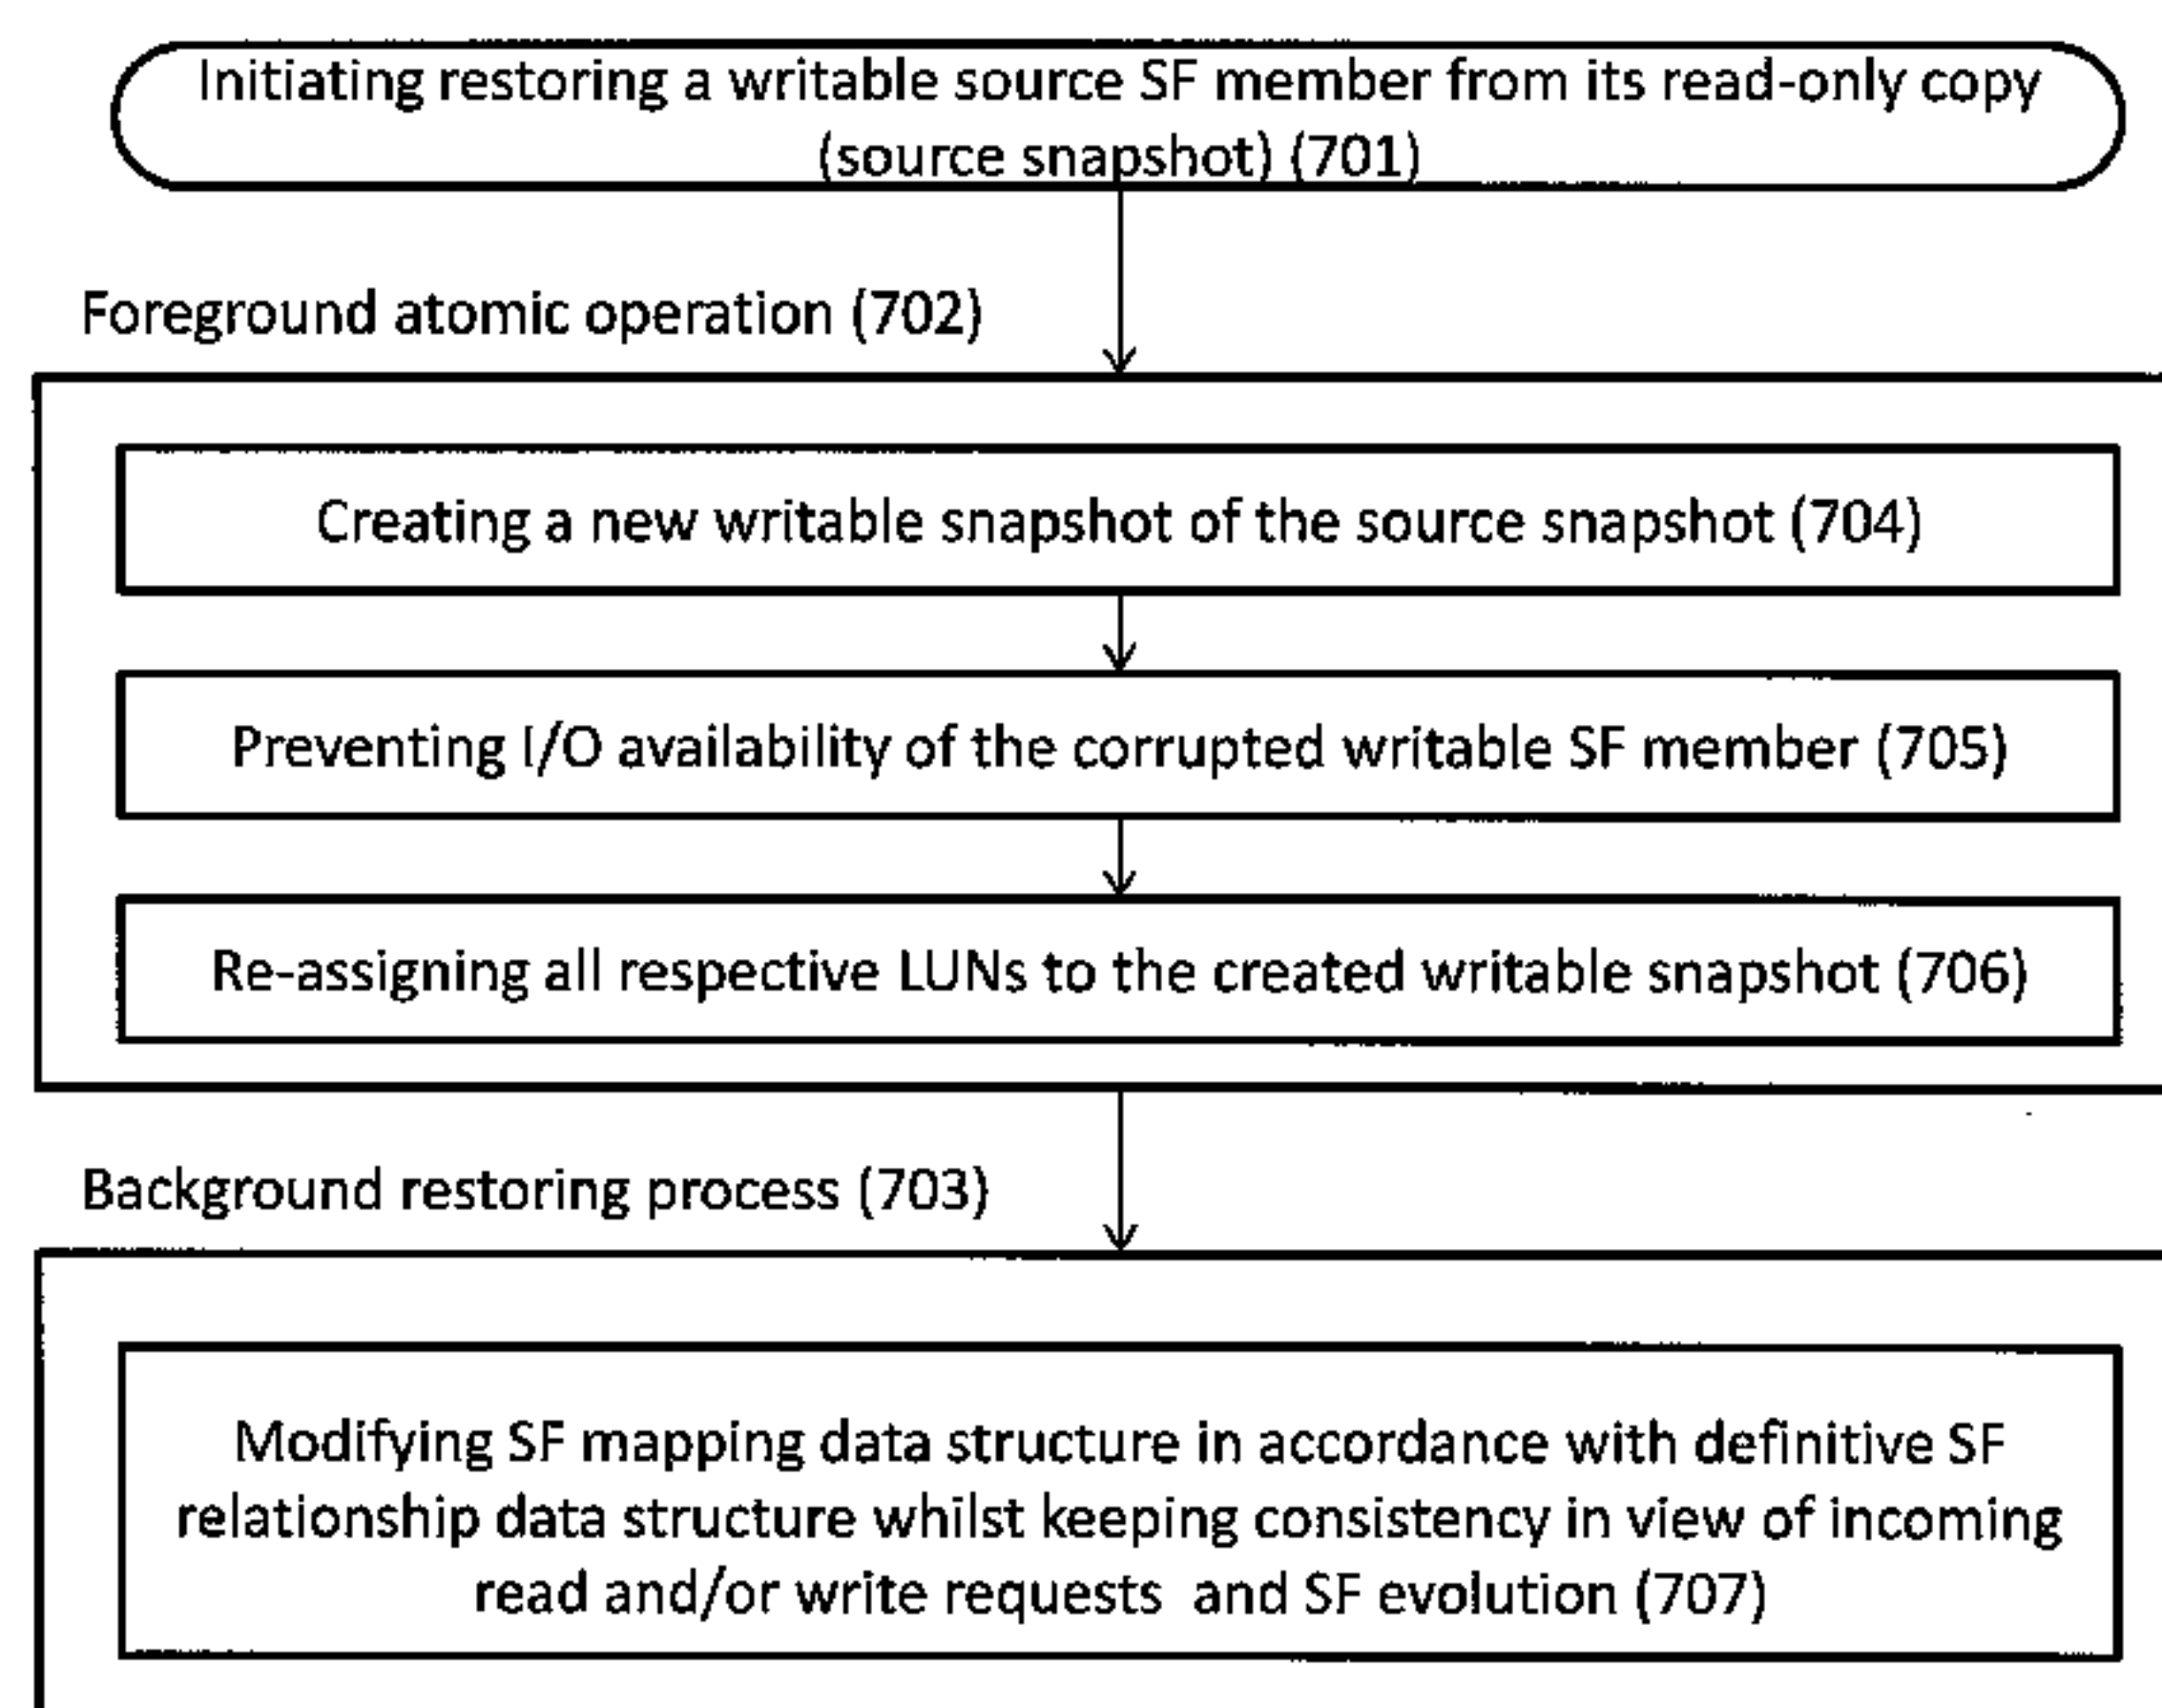 Initiating restoring a writable source SF member from its read-only copy
(source snapshot) (701)
Foreground atomic operation (702)
Creating a new writable snapshot of the source snapshot (704)
Preventing I/O availability of the corrupted writable SF member (705)
Re-assigning all respective LUNs to the created writable snapshot (706)
Background restoring process (703)
Modifying SF mapping data structure in accordance with definitive SF
relationship data structure whilst keeping consistency in view of incoming
read and/or write requests and SF evolution (707)